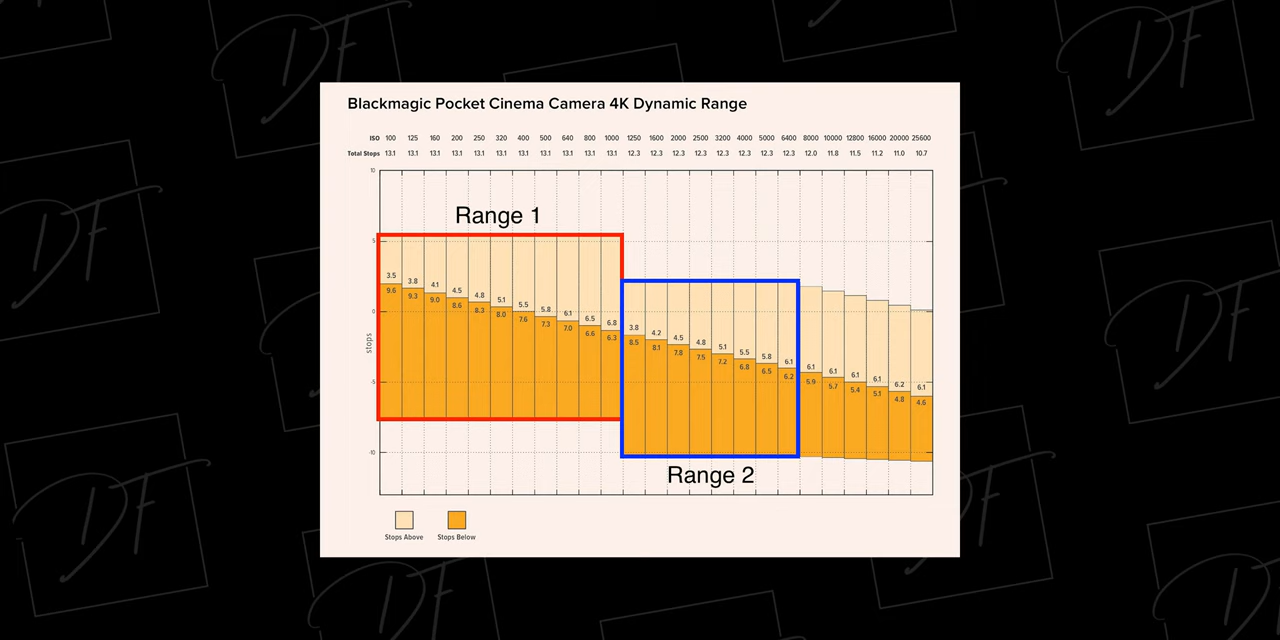 Blackmagic Pocket Cinema Camera 4K Dynamic Range
ISO 100 125 160 200 250 320 400 500 640 800 1000 1250 1600 2000 2500 3200 4000 5000 6400 8000 10000 12800 16000 20000 25600
Total Stops 13.1 13.1 13.1 13.1 13.1 13.1 13.1 13.1 13.1 13.1 13.1 12.3 12.3 12.3 12.3 12.3 12.3 12.3 12.3 12.0 11.8 11.5 11.2 11.0 10.7
10
Range 1
5
3.5 3.8 4.1 4.5 4.8 5.1 5.5 5.8 6.1 6.5 6.8 3.8 4.2 4.5 4.8 5.1 5.5 5.8 6.1 6.1 6.1 6.1 6.1 6.2 6.1
9.6 9.3 9.0 8.6 8.3 8.0 7.6 7.3 7.0 6.6 6.3 8.5 8.1 7.8 7.5 7.2 6.8 6.5 6.2 5.9 5.7 5.4 5.1 4.8 4.6
0
stops
-5
-10
Range 2
Stops Above
Stops Below
DF
DF
DF
DF
DF
DF
DF
DF
DF